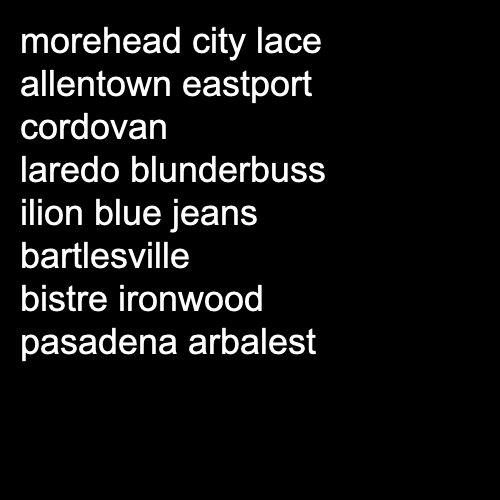 morehead city lace
allentown eastport
cordovan
laredo blunderbuss
ilion blue jeans
bartlesville
bistre ironwood
pasadena arbalest